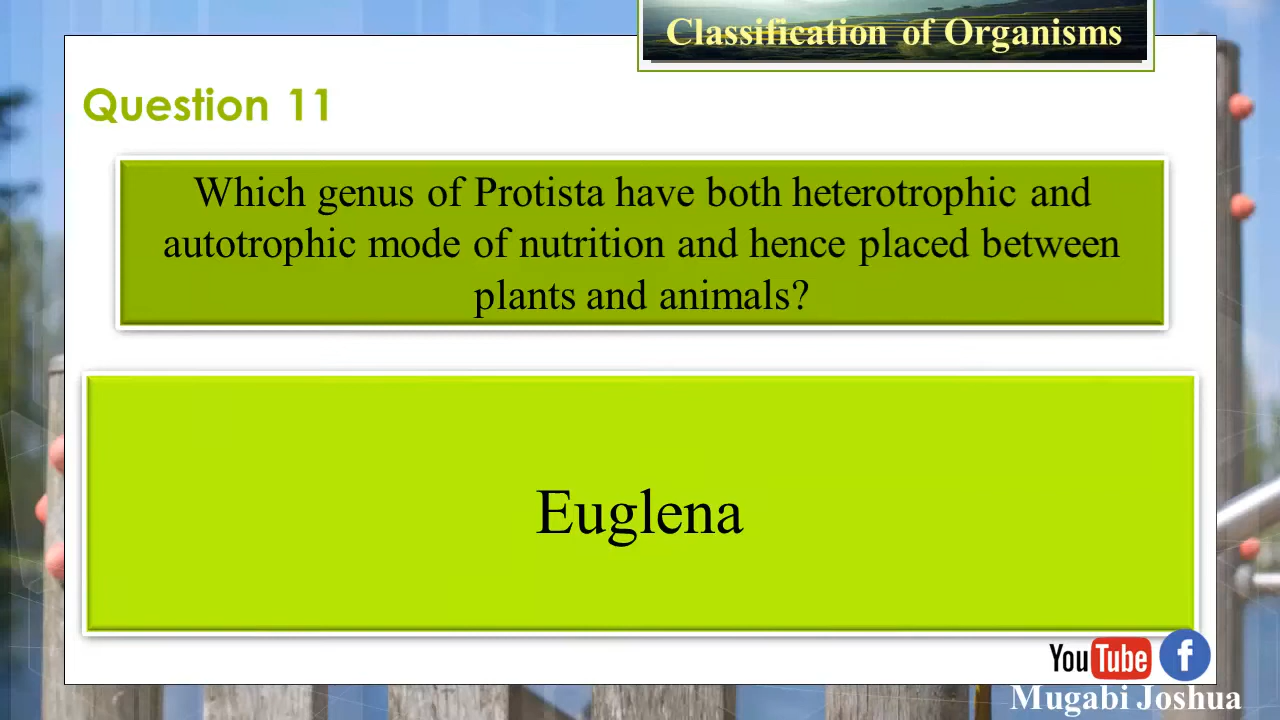 Classification of Organisms
Question 11
Which genus of Protista have both heterotrophic and
autotrophic mode of nutrition and hence placed between
plants and animals?
Euglena
YouTube f
Mugabi Joshua